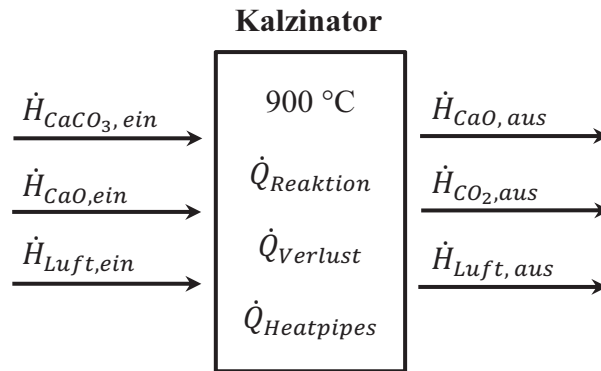 Kalzinator
Ḣ_CaCO₃, ein
Ḣ_CaO,ein
Ḣ_Luft,ein
900 °C
Q̇_Reaktion
Q̇_Verlust
Q̇_Heatpipes
Ḣ_CaO, aus
Ḣ_CO₂,aus
Ḣ_Luft, aus